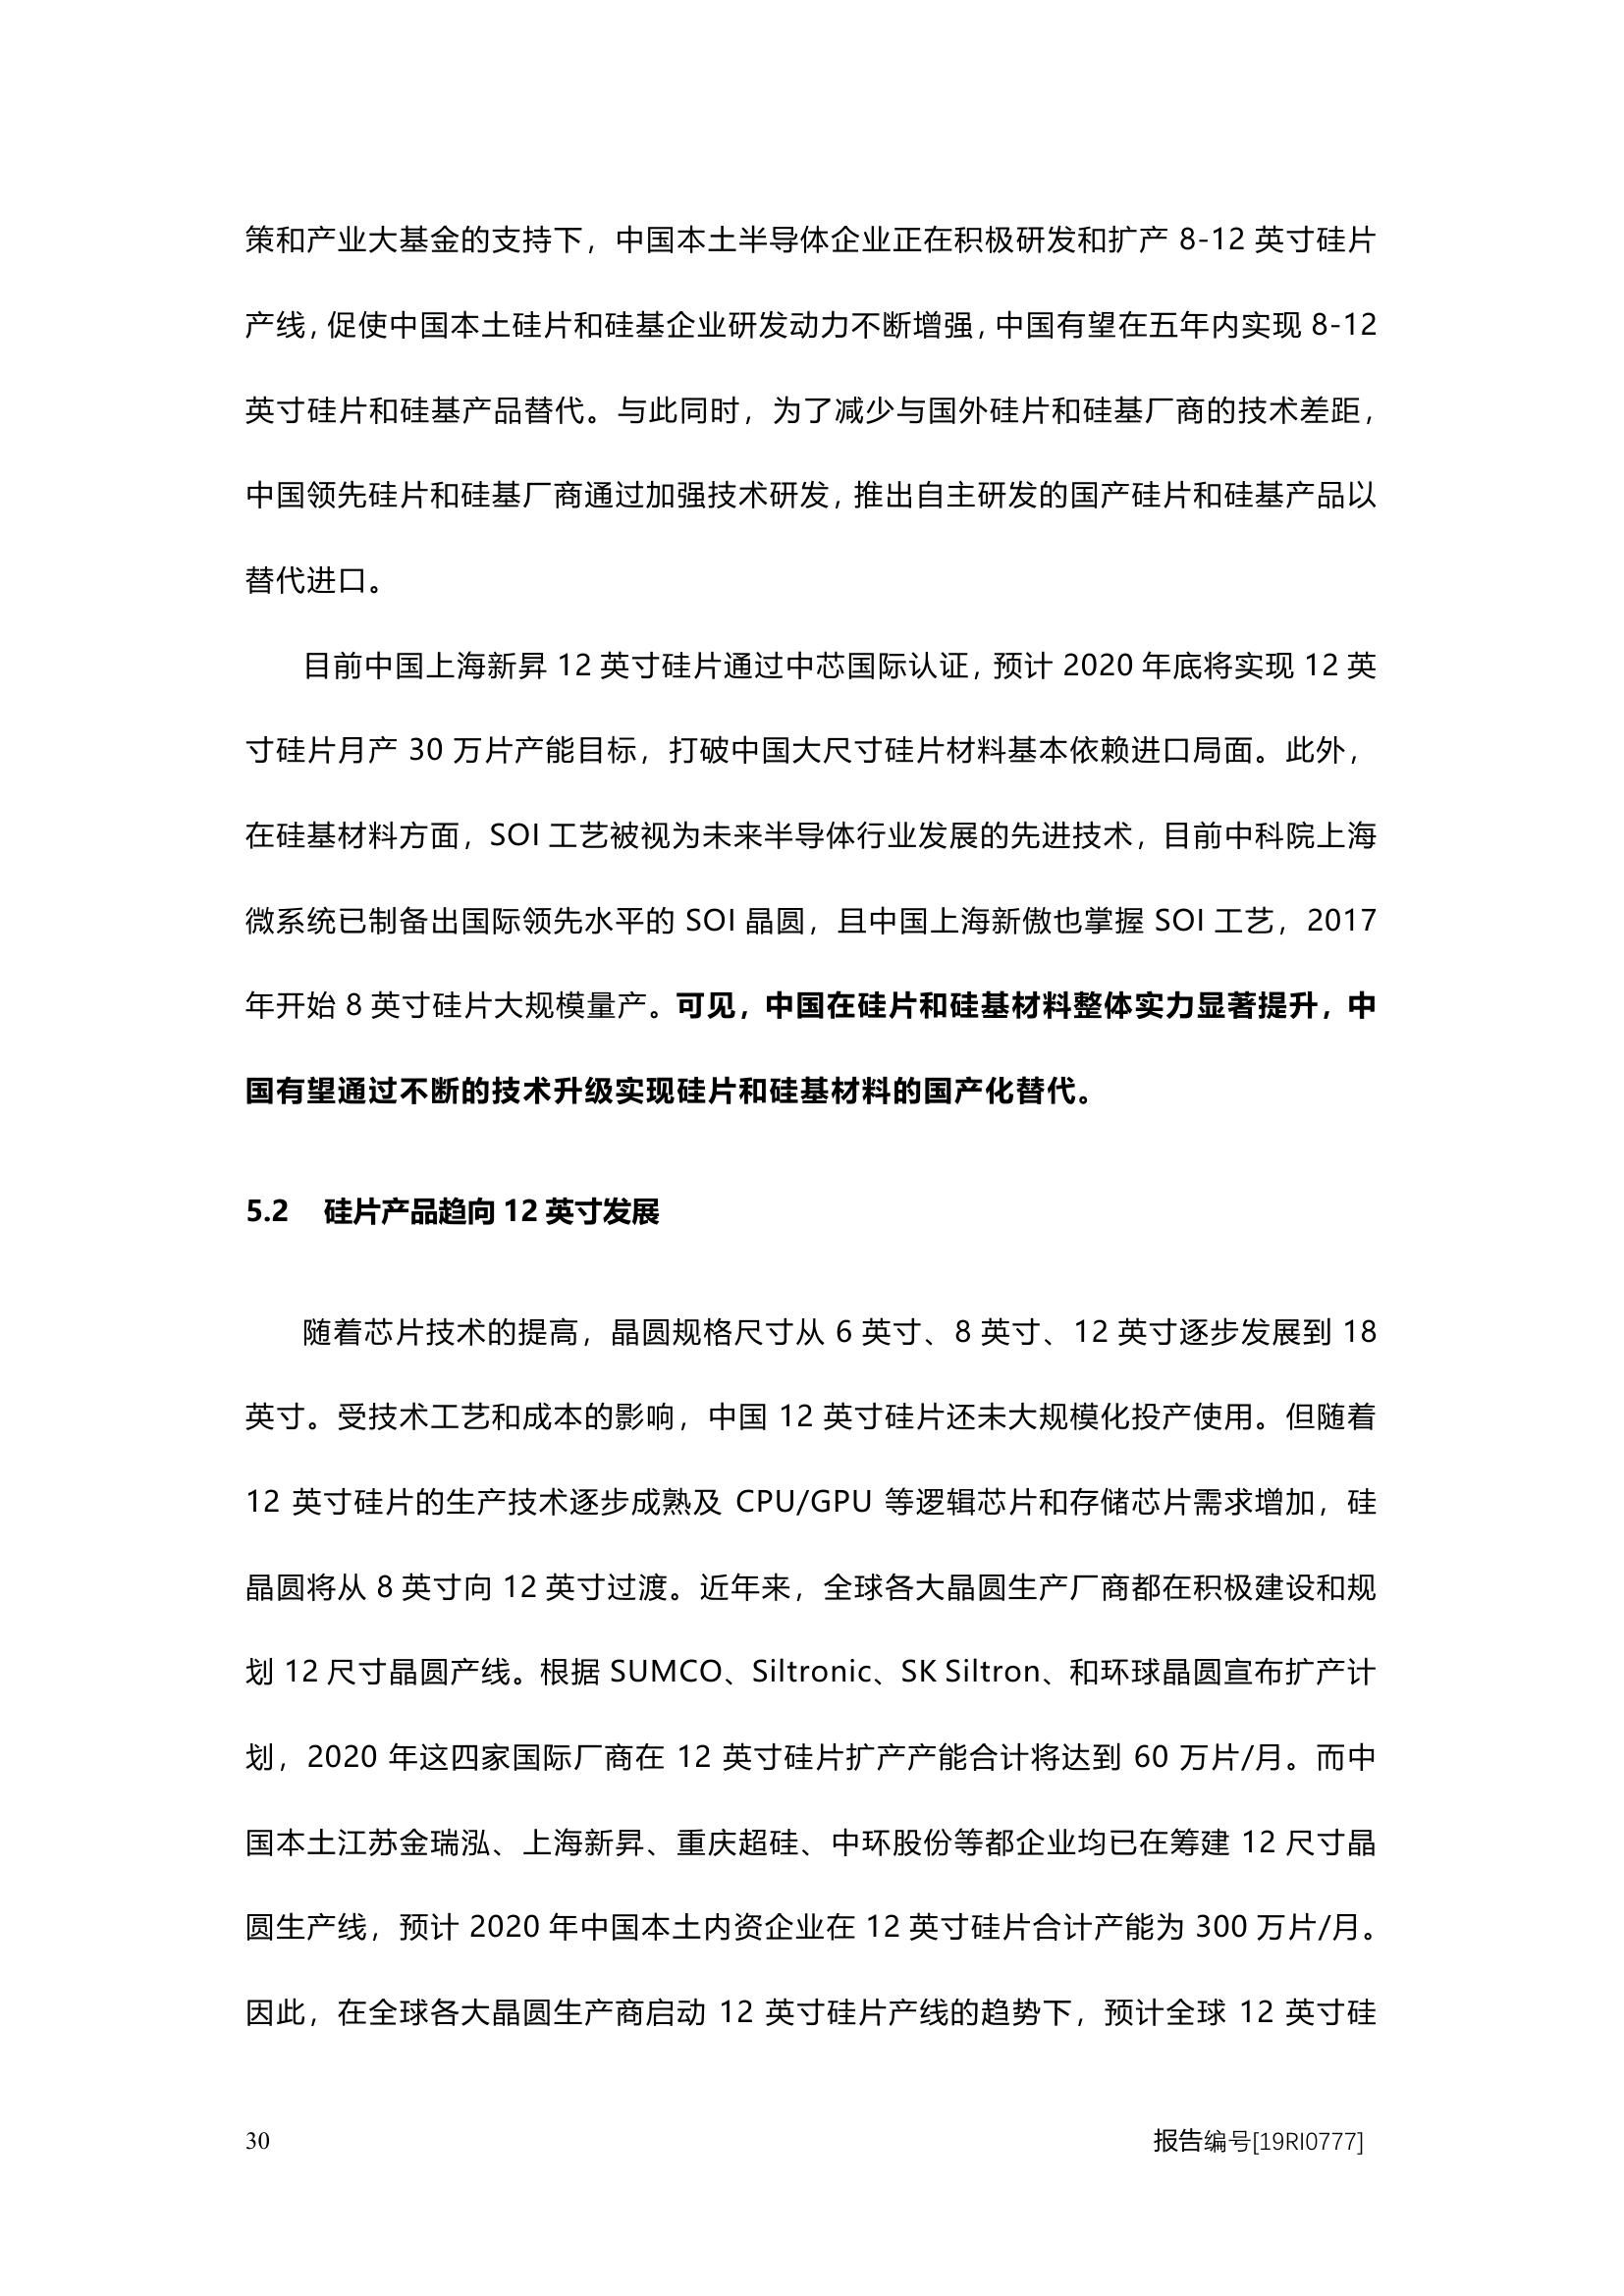 策和产业大基金的支持下，中国本土半导体企业正在积极研发和扩产 8-12 英寸硅片
产线，促使中国本土硅片和硅基企业研发动力不断增强，中国有望在五年内实现 8-12
英寸硅片和硅基产品替代。与此同时，为了减少与国外硅片和硅基厂商的技术差距，
中国领先硅片和硅基厂商通过加强技术研发，推出自主研发的国产硅片和硅基产品以
替代进口。
目前中国上海新昇 12 英寸硅片通过中芯国际认证，预计 2020 年底将实现 12 英
寸硅片月产 30 万片产能目标，打破中国大尺寸硅片材料基本依赖进口局面。此外，
在硅基材料方面，SOI 工艺被视为未来半导体行业发展的先进技术，目前中科院上海
微系统已制备出国际领先水平的 SOI 晶圆，且中国上海新傲也掌握 SOI 工艺，2017
年开始 8 英寸硅片大规模量产。可见，中国在硅片和硅基材料整体实力显著提升，中
国有望通过不断的技术升级实现硅片和硅基材料的国产化替代。
5.2 硅片产品趋向 12 英寸发展
随着芯片技术的提高，晶圆规格尺寸从 6 英寸、8 英寸、12 英寸逐步发展到 18
英寸。受技术工艺和成本的影响，中国 12 英寸硅片还未大规模化投产使用。但随着
12 英寸硅片的生产技术逐步成熟及 CPU/GPU 等逻辑芯片和存储芯片需求增加，硅
晶圆将从 8 英寸向 12 英寸过渡。近年来，全球各大晶圆生产厂商都在积极建设和规
划 12 尺寸晶圆产线。根据 SUMCO、Siltronic、SK Siltron、和环球晶圆宣布扩产计
划，2020 年这四家国际厂商在 12 英寸硅片扩产产能合计将达到 60 万片/月。而中
国本土江苏金瑞泓、上海新昇、重庆超硅、中环股份等都企业均已在筹建 12 尺寸晶
圆生产线，预计 2020 年中国本土内资企业在 12 英寸硅片合计产能为 300 万片/月。
因此，在全球各大晶圆生产商启动 12 英寸硅片产线的趋势下，预计全球 12 英寸硅
30 报告编号[19RI0777]